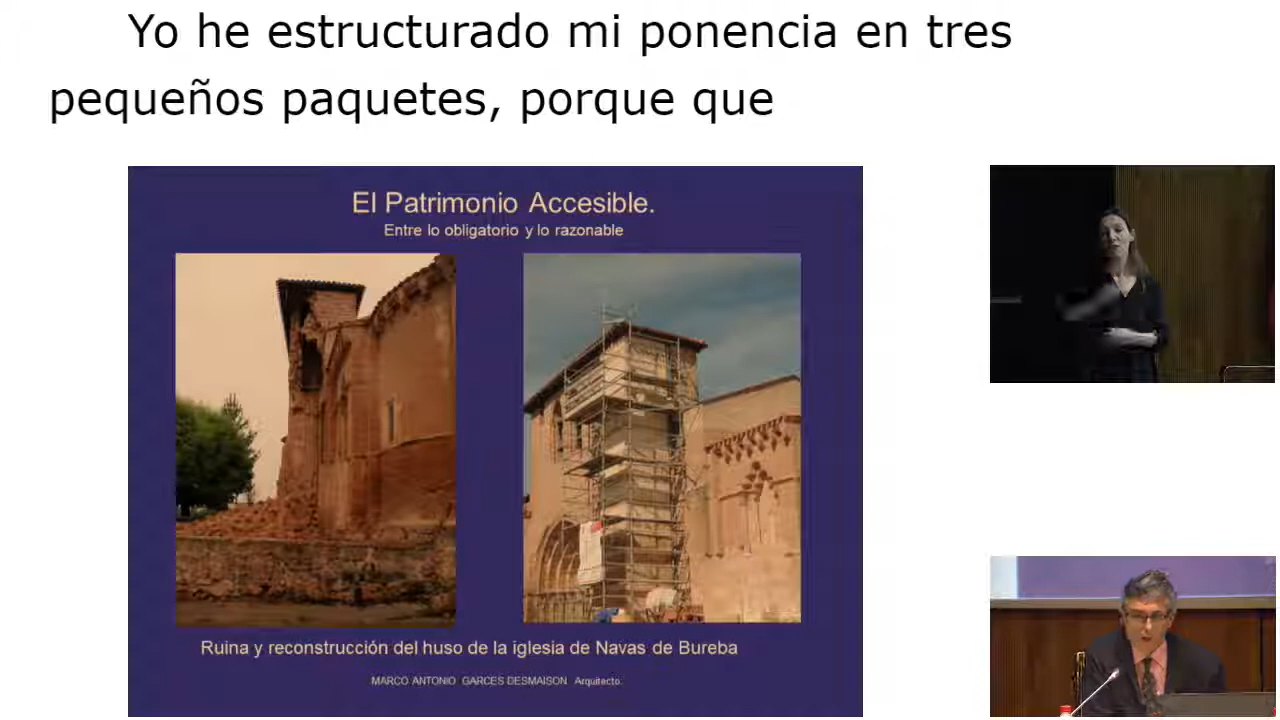 Yo he estructurado mi ponencia en tres
pequeños paquetes, porque que
El Patrimonio Accesible.
Entre lo obligatorio y lo razonable
Ruina y reconstrucción del huso de la iglesia de Navas de Bureba
MARCO ANTONIO GARCES DESMAISON Arquitecto.